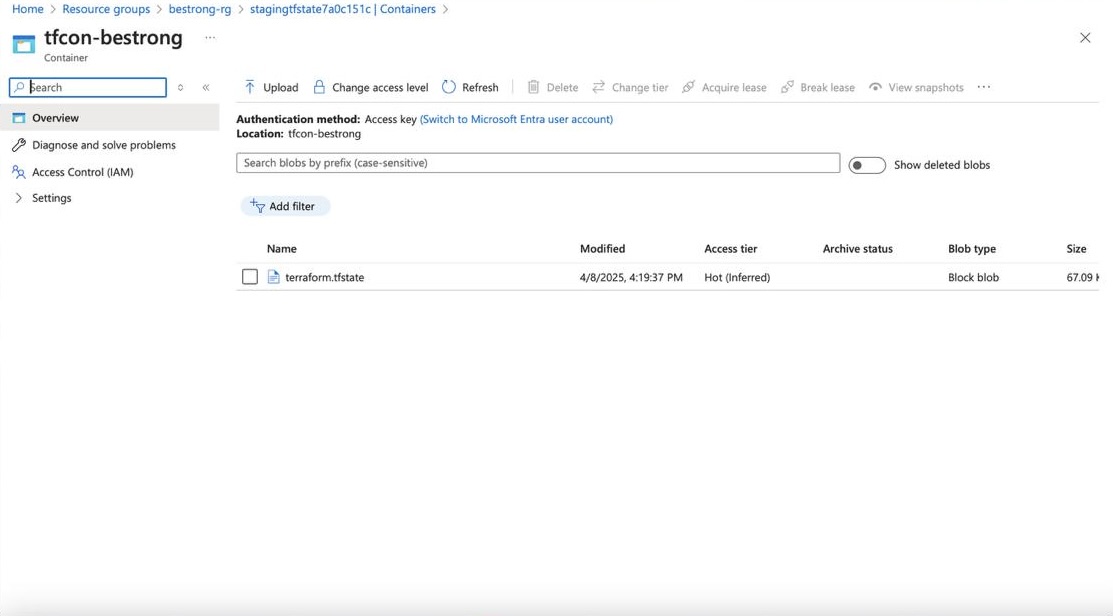 Home > Resource groups > bestrong-rg > stagingtfstate7a0c151c | Containers >
tfcon-bestrong ...
Container
Search
Overview
Diagnose and solve problems
Access Control (IAM)
Settings
Upload Change access level Refresh Delete Change tier Acquire lease Break lease View snapshots ...
Authentication method: Access key (Switch to Microsoft Entra user account)
Location: tfcon-bestrong
Search blobs by prefix (case-sensitive)
Show deleted blobs
Add filter
Name Modified Access tier Archive status Blob type Size
terraform.tfstate 4/8/2025, 4:19:37 PM Hot (Inferred) Block blob 67.09